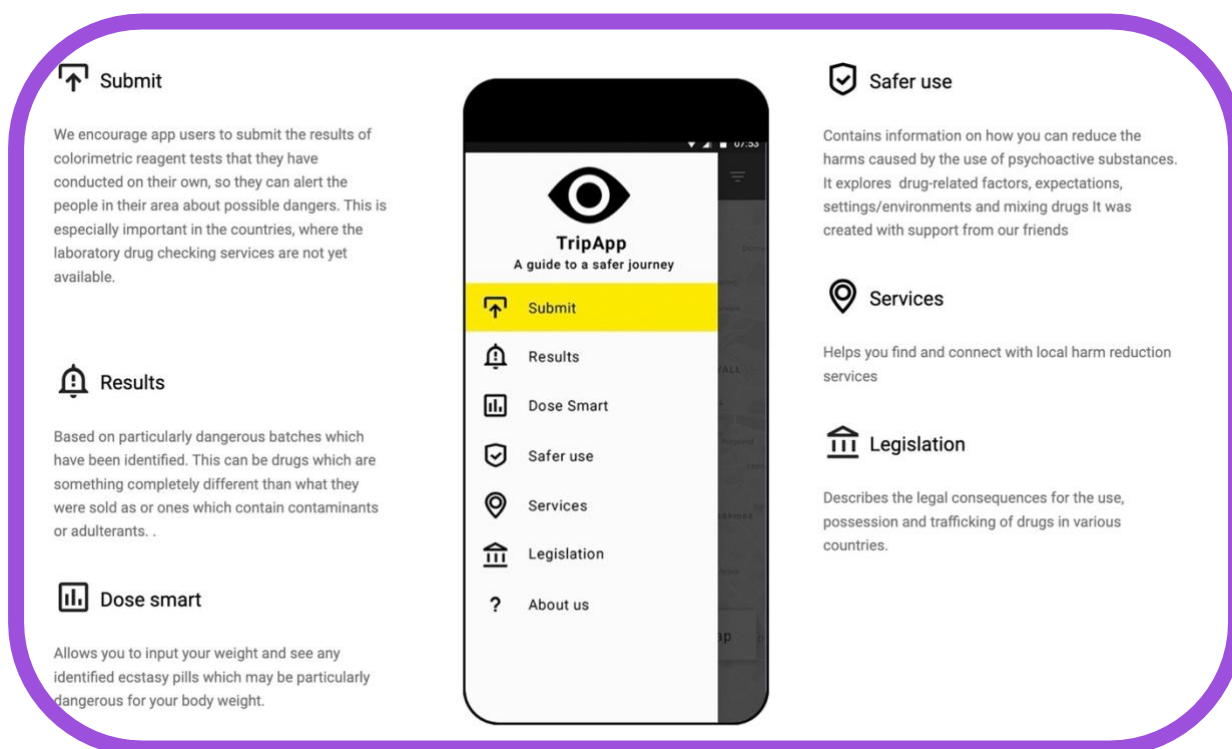 Submit
We encourage app users to submit the results of
colorimetric reagent tests that they have
conducted on their own, so they can alert the
people in their area about possible dangers. This is
especially important in the countries, where the
laboratory drug checking services are not yet
available.
Results
Based on particularly dangerous batches which
have been identified. This can be drugs which are
something completely different than what they
were sold as or ones which contain contaminants
or adulterants. .
Dose smart
Allows you to input your weight and see any
identified ecstasy pills which may be particularly
dangerous for your body weight.
07:53
TripApp
A guide to a safer journey
Submit
Results
Dose Smart
Safer use
Services
Legislation
? About us
Safer use
Contains information on how you can reduce the
harms caused by the use of psychoactive substances.
It explores drug-related factors, expectations,
settings/environments and mixing drugs It was
created with support from our friends
Services
Helps you find and connect with local harm reduction
services
Legislation
Describes the legal consequences for the use,
possession and trafficking of drugs in various
countries.